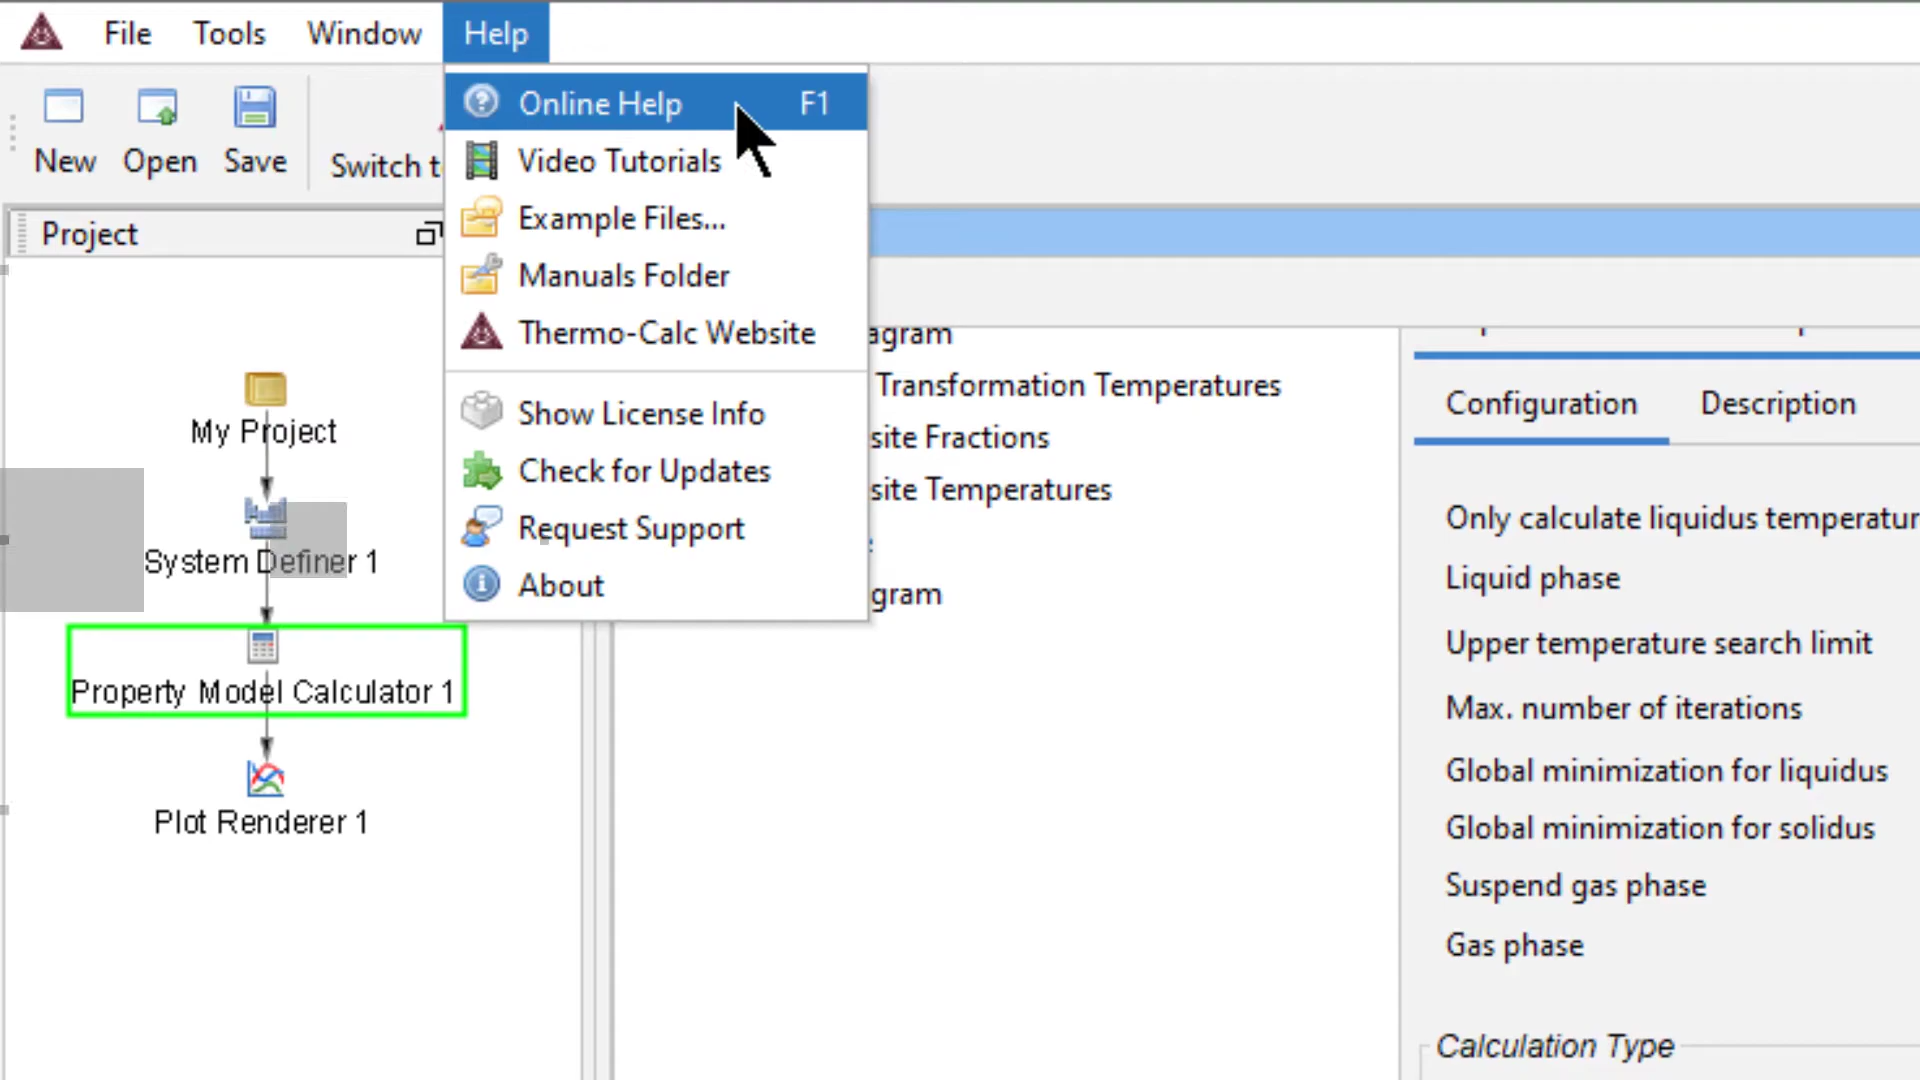 File Tools Window Help
New Open Save Switch t
Online Help F1
Video Tutorials
Example Files...
Manuals Folder
Thermo-Calc Website
Show License Info
Check for Updates
Request Support
About
Project
My Project
System Definer 1
Property Model Calculator 1
Plot Renderer 1
agram
Transformation Temperatures
site Fractions
site Temperatures
gram
Configuration Description
Only calculate liquidus temperatur
Liquid phase
Upper temperature search limit
Max. number of iterations
Global minimization for liquidus
Global minimization for solidus
Suspend gas phase
Gas phase
Calculation Type